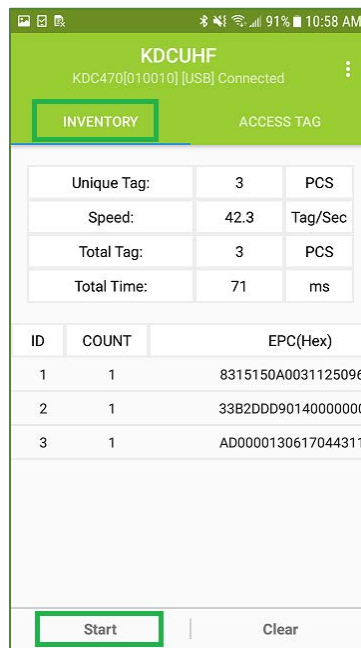 91% 10:58 AM
KDCUHF
KDC470[010010] [USB] Connected
INVENTORY ACCESS TAG
Unique Tag: 3 PCS
Speed: 42.3 Tag/Sec
Total Tag: 3 PCS
Total Time: 71 ms
ID COUNT EPC(Hex)
1 1 8315150A0031125096
2 1 33B2DDD9014000000
3 1 AD0000130617044311
Start Clear